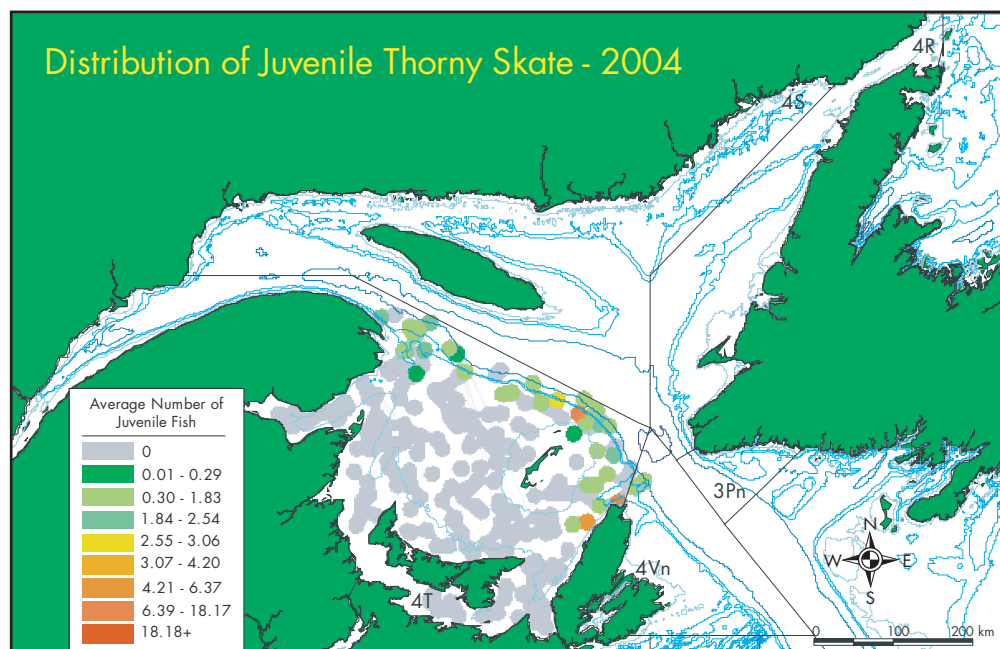 Distribution of Juvenile Thorny Skate - 2004
4R
4S
Average Number of
Juvenile Fish
0
0.01 - 0.29
0.30 - 1.83
1.84 - 2.54
2.55 - 3.06
3.07 - 4.20
4.21 - 6.37
6.39 - 18.17
18.18+
3Pn
4Vn
4T
N
W E
S
0 100 200 km